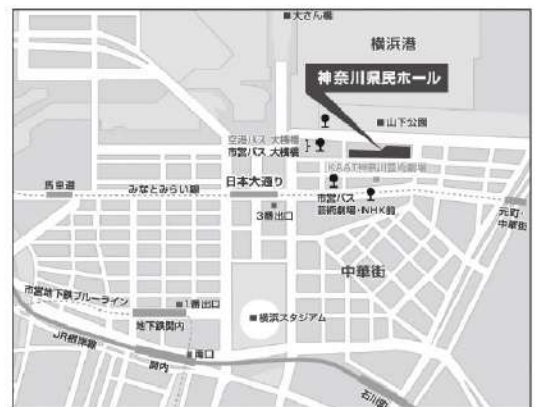 ■大さん橋
横浜港
神奈川県民ホール
■山下公園
空港バス 大桟橋
市営バス 大桟橋
KAAT神奈川芸術劇場
馬車道
みなとみらい線
日本大通り
■3番出口
市営バス
芸術劇場・NHK前
元町・
中華街
中華街
市営地下鉄ブルーライン
■1番出口
地下鉄関内
■横浜スタジアム
JR根岸線
関内
■南口
石川町